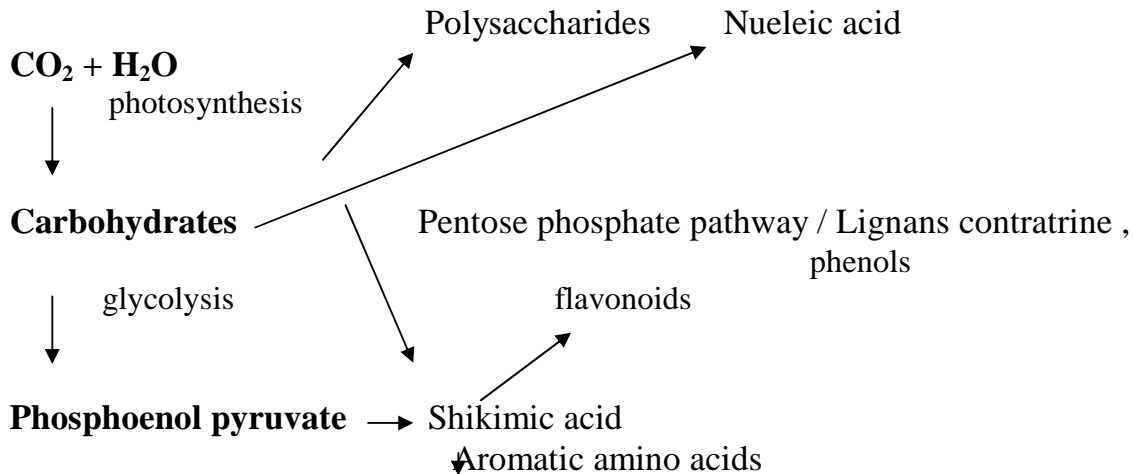 Polysaccharides Nueleic acid
CO₂ + H₂O
photosynthesis
Carbohydrates Pentose phosphate pathway / Lignans contratrine ,
phenols
glycolysis flavonoids
Phosphoenol pyruvate Shikimic acid
Aromatic amino acids